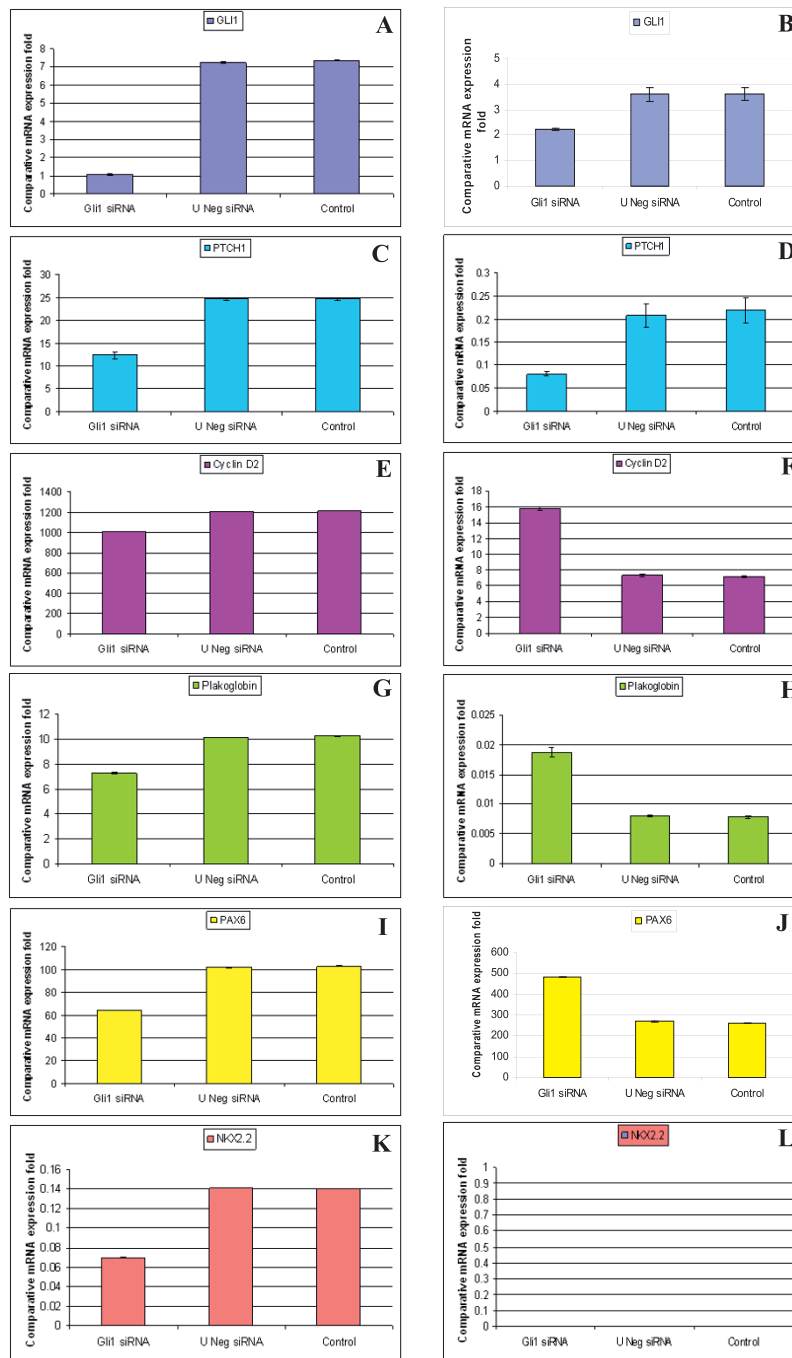 GLI1
A
Comparative mRNA expression fold
8
7
6
5
4
3
2
1
0
Gli1 siRNA U Neg siRNA Control
GLI1
B
Comparative mRNA expression
fold
5
4
3
2
1
0
Gli1 siRNA U Neg siRNA Control
PTCH1
C
Comparative mRNA expression fold
30
25
20
15
10
5
0
Gli1 siRNA U Neg siRNA Control
PTCH1
D
Comparative mRNA expression fold
0.3
0.25
0.2
0.15
0.1
0.05
0
Gli1 siRNA U Neg siRNA Control
Cyclin D2
E
Comparative mRNA expression fold
1400
1200
1000
800
600
400
200
0
Gli1 siRNA U Neg siRNA Control
Cyclin D2
F
Comparative mRNA expression fold
18
16
14
12
10
8
6
4
2
0
Gli1 siRNA U Neg siRNA Control
Plakoglobin
G
Comparative mRNA expression fold
12
10
8
6
4
2
0
Gli1 siRNA U Neg siRNA Control
Plakoglobin
H
Comparative mRNA expression fold
0.025
0.02
0.015
0.01
0.005
0
Gli1 siRNA U Neg siRNA Control
PAX6
I
Comparative mRNA expression fold
120
100
80
60
40
20
0
Gli1 siRNA U Neg siRNA Control
PAX6
J
Comparative mRNA expression fold
600
500
400
300
200
100
0
Gli1 siRNA U Neg siRNA Control
NKX2.2
K
Comparative mRNA expression fold
0.16
0.14
0.12
0.1
0.08
0.06
0.04
0.02
0
Gli1 siRNA U Neg siRNA Control
NKX2.2
L
Comparative mRNA expression fold
1
0.9
0.8
0.7
0.6
0.5
0.4
0.3
0.2
0.1
0
Gli1 siRNA U Neg siRNA Control